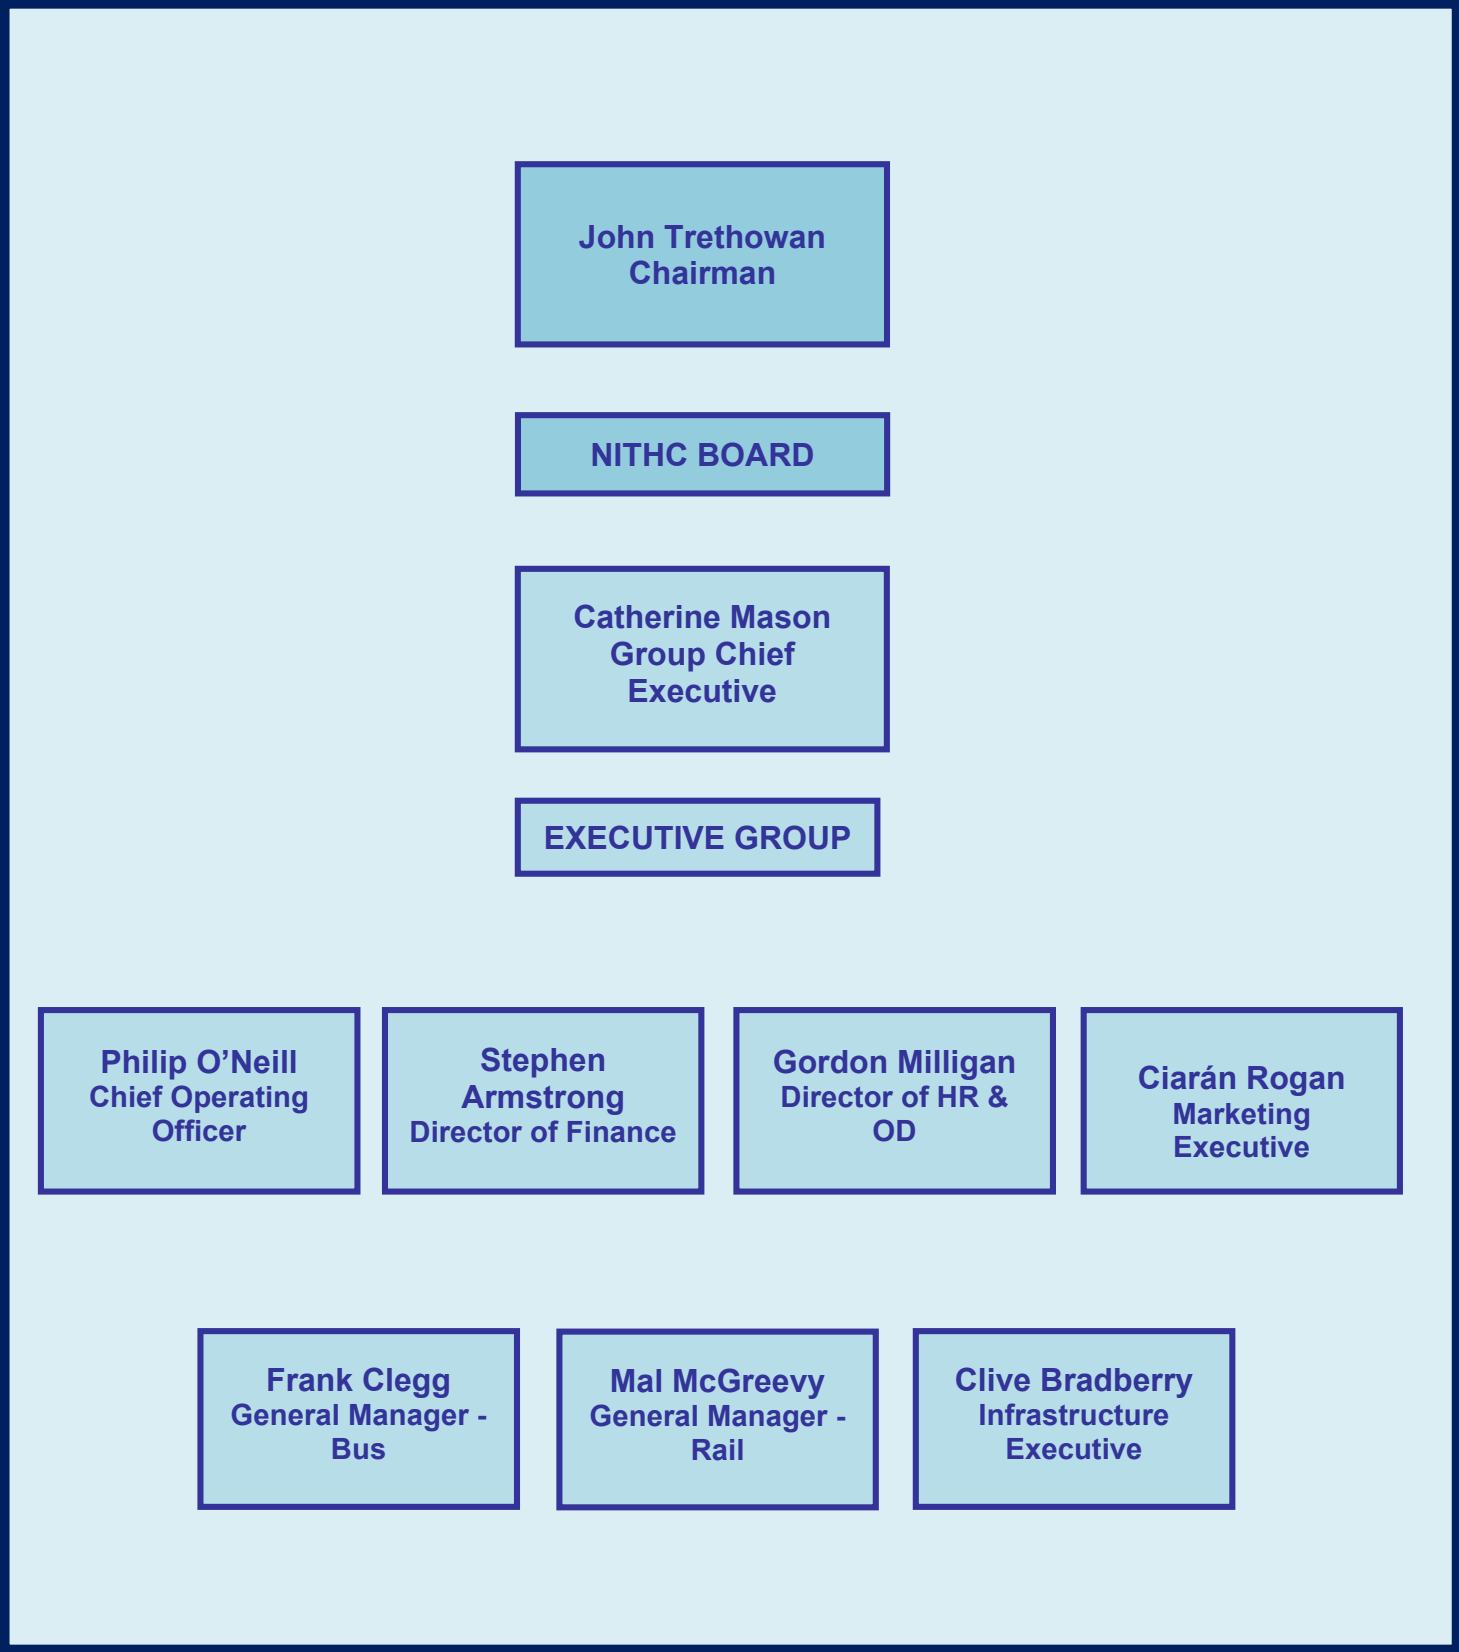 John Trethowan
Chairman
NITHC BOARD
Catherine Mason
Group Chief
Executive
EXECUTIVE GROUP
Philip O’Neill
Chief Operating
Officer
Stephen
Armstrong
Director of Finance
Gordon Milligan
Director of HR &
OD
Ciarán Rogan
Marketing
Executive
Frank Clegg
General Manager -
Bus
Mal McGreevy
General Manager -
Rail
Clive Bradberry
Infrastructure
Executive